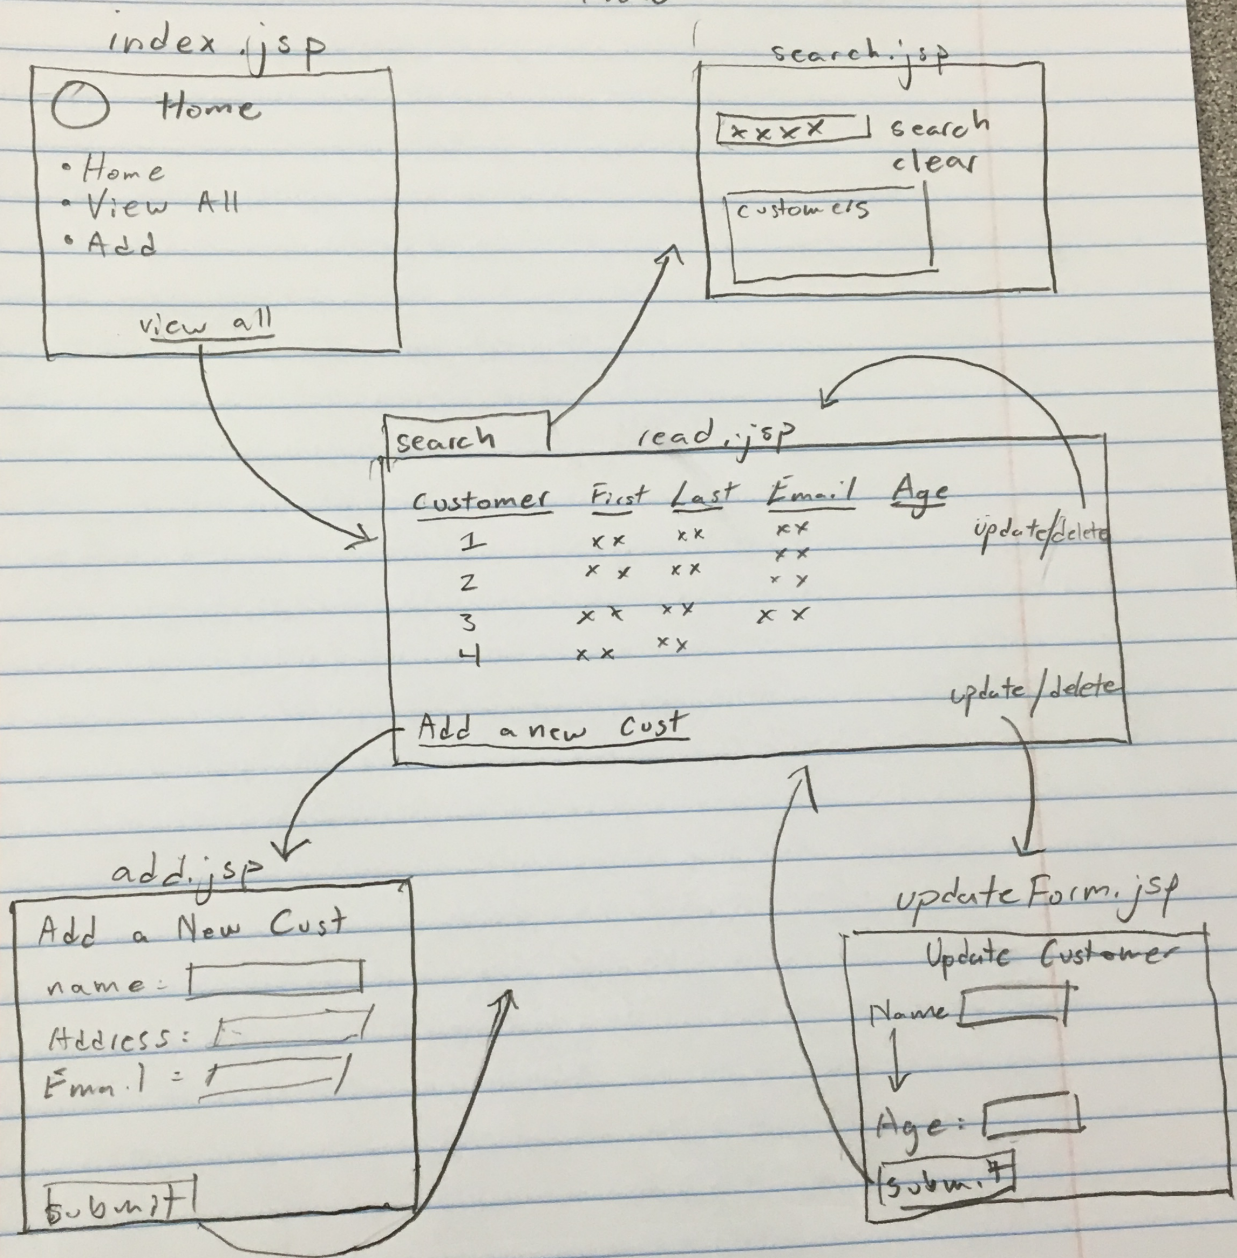 index.jsp
Home
• Home
• View All
• Add
view all
search.jsp
xxxx search
clear
customers
search
read.jsp
Customer First Last Email Age
1 xx xx xx
xx
update/delete
2 xx xx xx
3 xx xx xx
4 xx xx
update/delete
Add a new Cust
add.jsp
Add a New Cust
name:
Address:
Email:
submit
updateForm.jsp
Update Customer
Name
Age:
submit